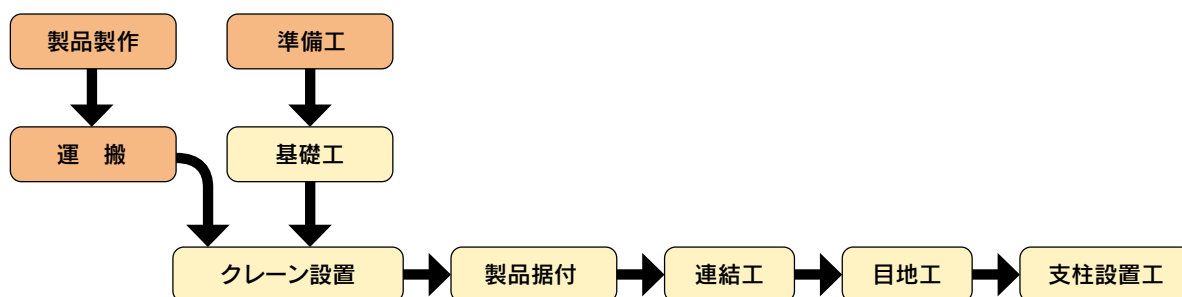 製品製作
準備工
運　搬
基礎工
クレーン設置
製品据付
連結工
目地工
支柱設置工